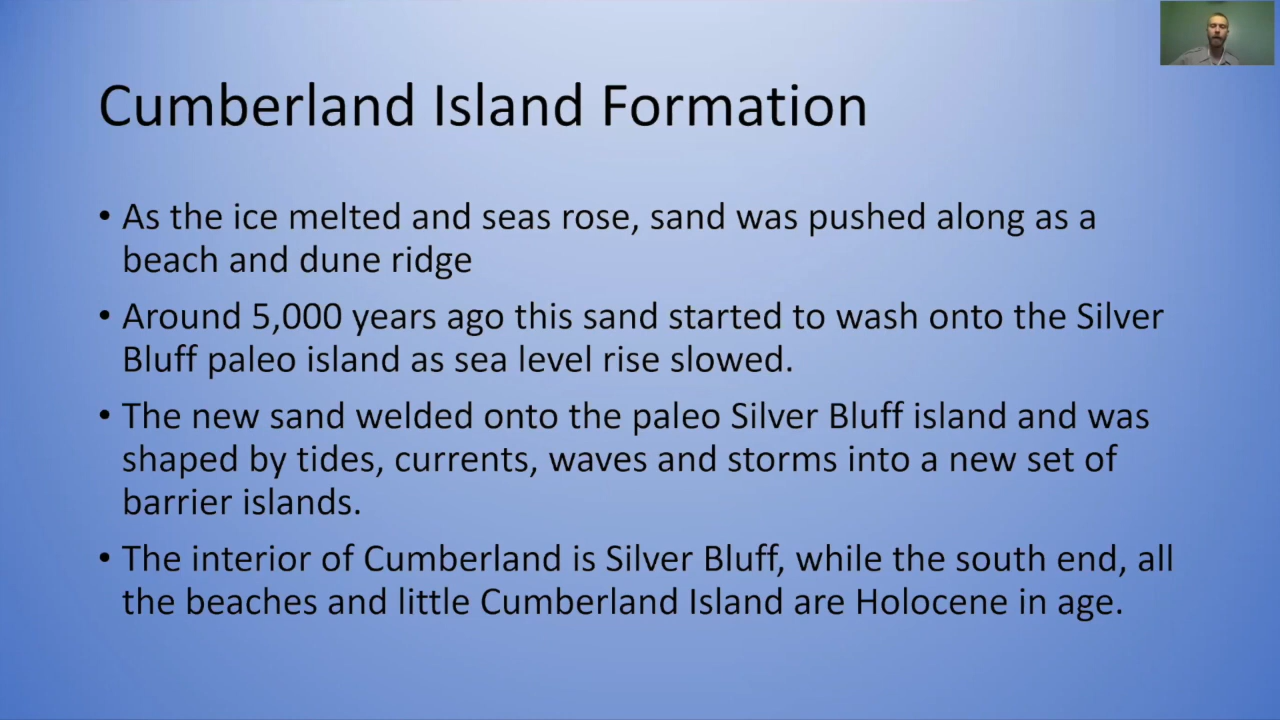 Cumberland Island Formation
• As the ice melted and seas rose, sand was pushed along as a
beach and dune ridge
• Around 5,000 years ago this sand started to wash onto the Silver
Bluff paleo island as sea level rise slowed.
• The new sand welded onto the paleo Silver Bluff island and was
shaped by tides, currents, waves and storms into a new set of
barrier islands.
• The interior of Cumberland is Silver Bluff, while the south end, all
the beaches and little Cumberland Island are Holocene in age.